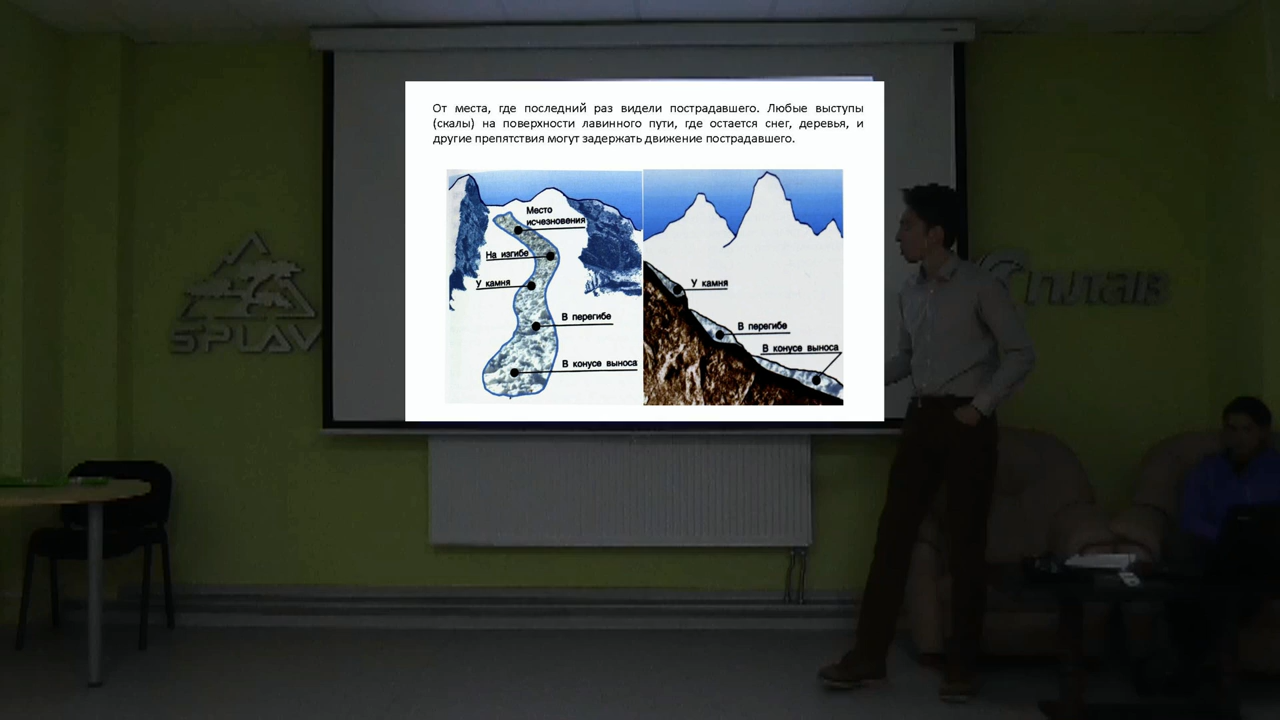 От места, где последний раз видели пострадавшего. Любые выступы
(скалы) на поверхности лавинного пути, где остается снег, деревья, и
другие препятствия могут задержать движение пострадавшего.
Место
исчезновения
На изгибе
У камня
В перегибе
В конусе выноса
У камня
В перегибе
В конусе выноса
SPLAV
Сплав